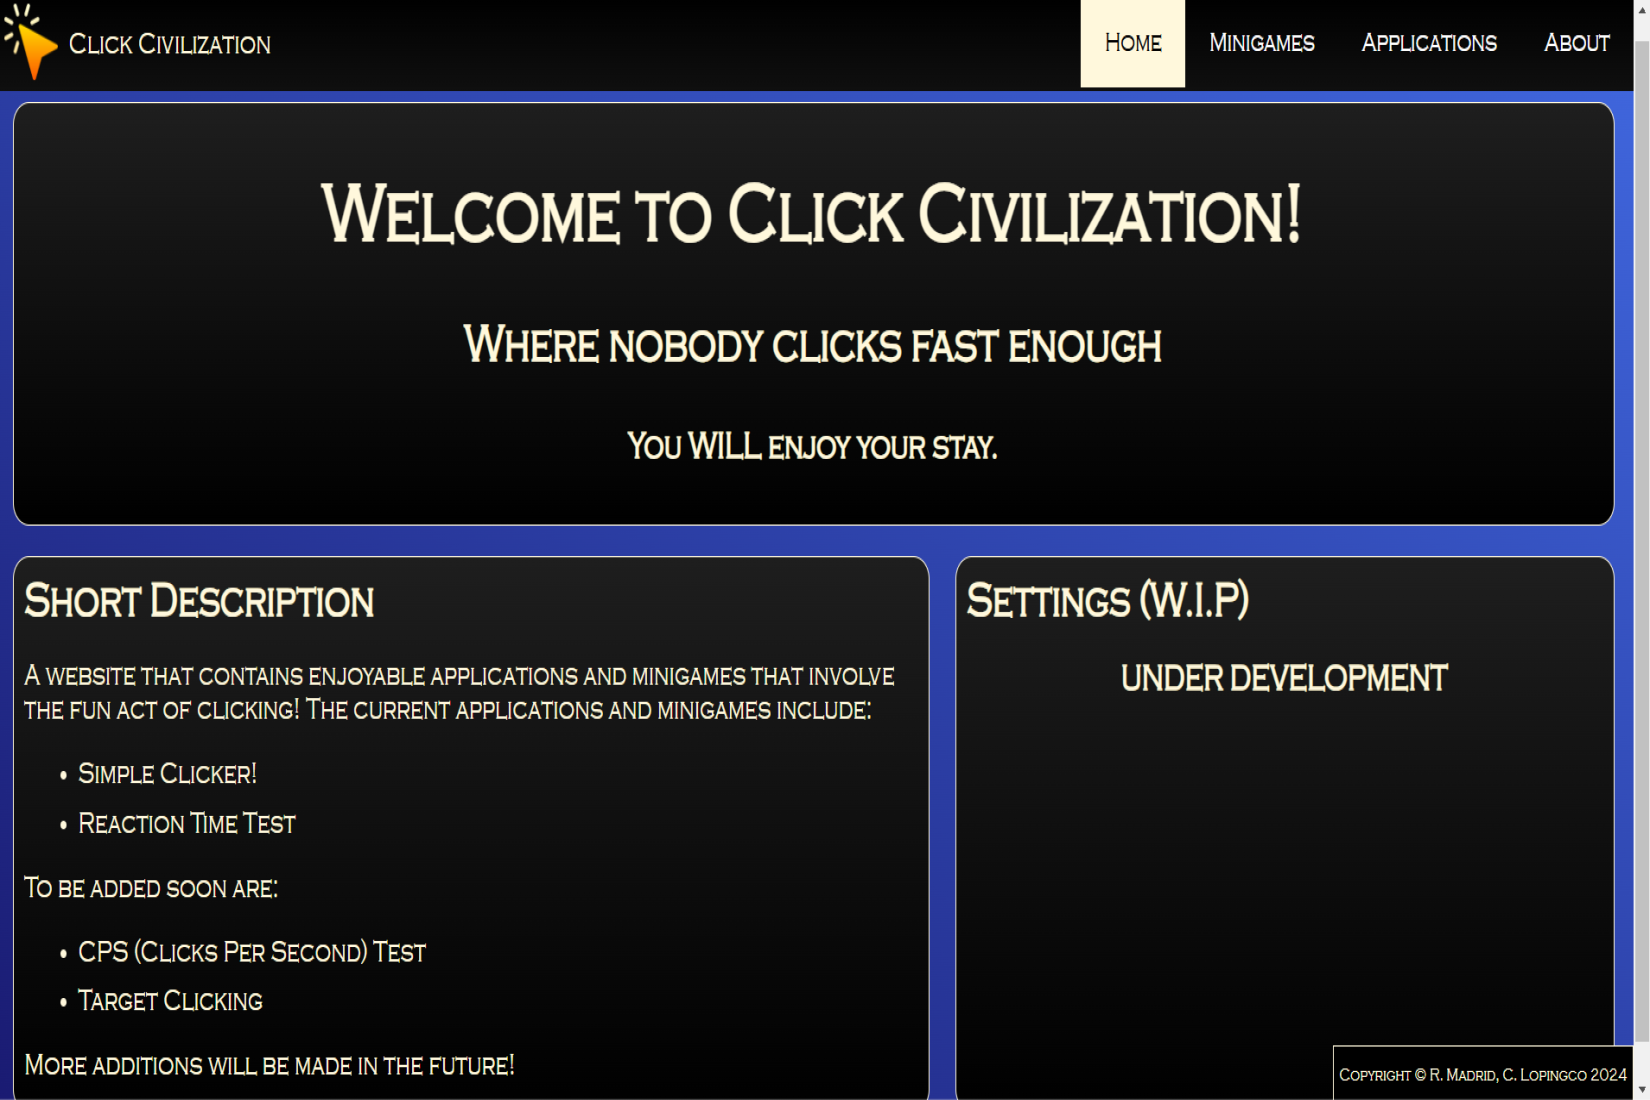 Click Civilization
Home Minigames Applications About
Welcome to Click Civilization!
Where nobody clicks fast enough
You WILL enjoy your stay.
Short Description
A website that contains enjoyable applications and minigames that involve
the fun act of clicking! The current applications and minigames include:
• Simple Clicker!
• Reaction Time Test
To be added soon are:
• CPS (Clicks Per Second) Test
• Target Clicking
More additions will be made in the future!
Settings (W.I.P)
UNDER DEVELOPMENT
Copyright © R. Madrid, C. Lopingco 2024